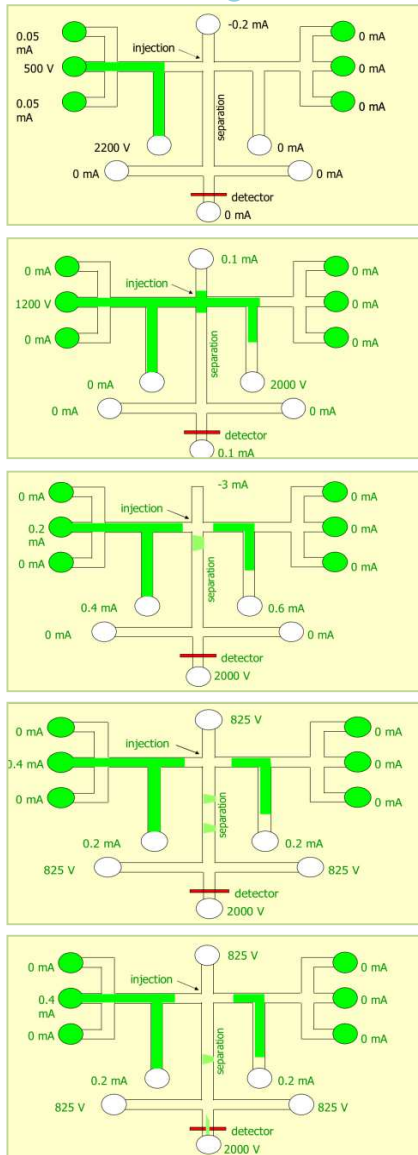 0.05
mA
-0.2 mA
0 mA
injection
500 V
0 mA
0.05
mA
0 mA
separation
2200 V
0 mA
0 mA
0 mA
detector
0 mA
0 mA
0.1 mA
0 mA
injection
1200 V
0 mA
0 mA
0 mA
separation
0 mA
2000 V
0 mA
0 mA
detector
0.1 mA
0 mA
-3 mA
0 mA
injection
0.2
mA
0 mA
0 mA
0 mA
separation
0.4 mA
0.6 mA
0 mA
0 mA
detector
2000 V
0 mA
825 V
0 mA
injection
0.4 mA
0 mA
0 mA
0 mA
separation
0.2 mA
0.2 mA
825 V
825 V
detector
2000 V
0 mA
825 V
0 mA
injection
0.4
mA
0 mA
0 mA
0 mA
separation
0.2 mA
0.2 mA
825 V
825 V
detector
2000 V